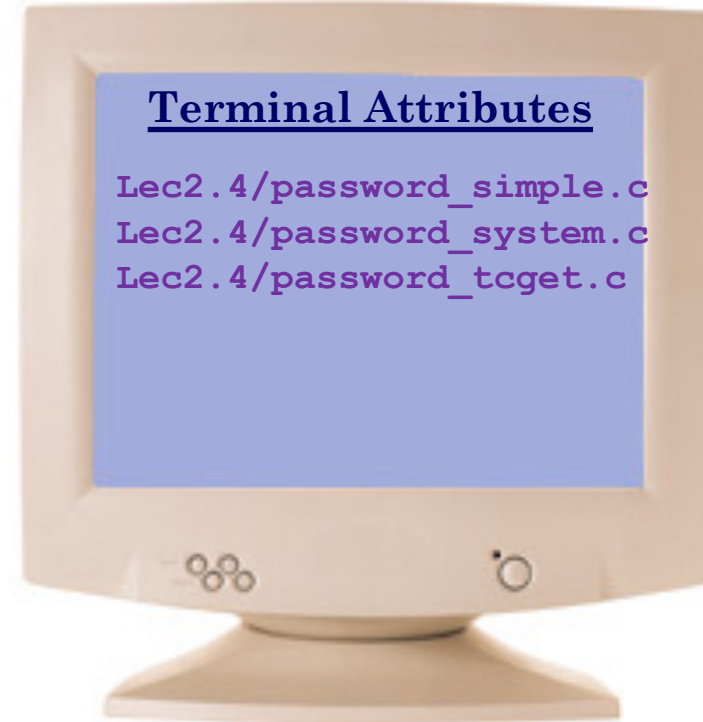 Terminal Attributes
Lec2.4/password_simple.c
Lec2.4/password_system.c
Lec2.4/password_tcget.c